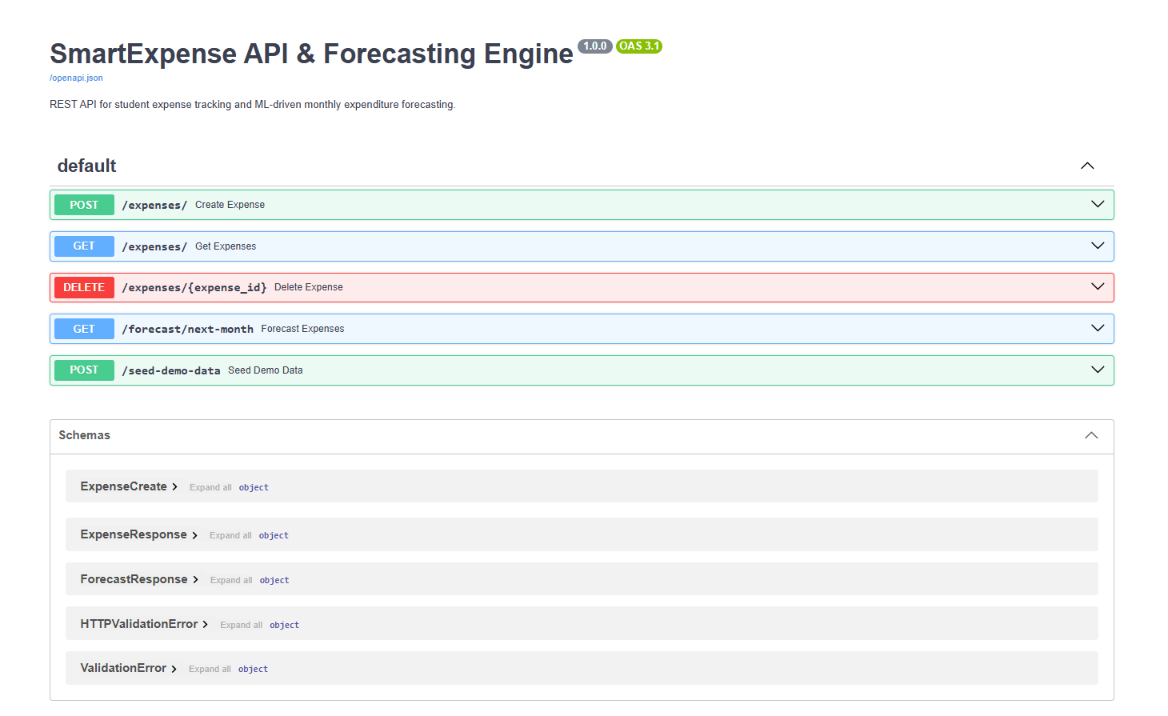 SmartExpense API & Forecasting Engine 1.0.0 OAS 3.1
/openapi.json
REST API for student expense tracking and ML-driven monthly expenditure forecasting.
default
POST /expenses/ Create Expense
GET /expenses/ Get Expenses
DELETE /expenses/{expense_id} Delete Expense
GET /forecast/next-month Forecast Expenses
POST /seed-demo-data Seed Demo Data
Schemas
ExpenseCreate Expand all object
ExpenseResponse Expand all object
ForecastResponse Expand all object
HTTPValidationError Expand all object
ValidationError Expand all object